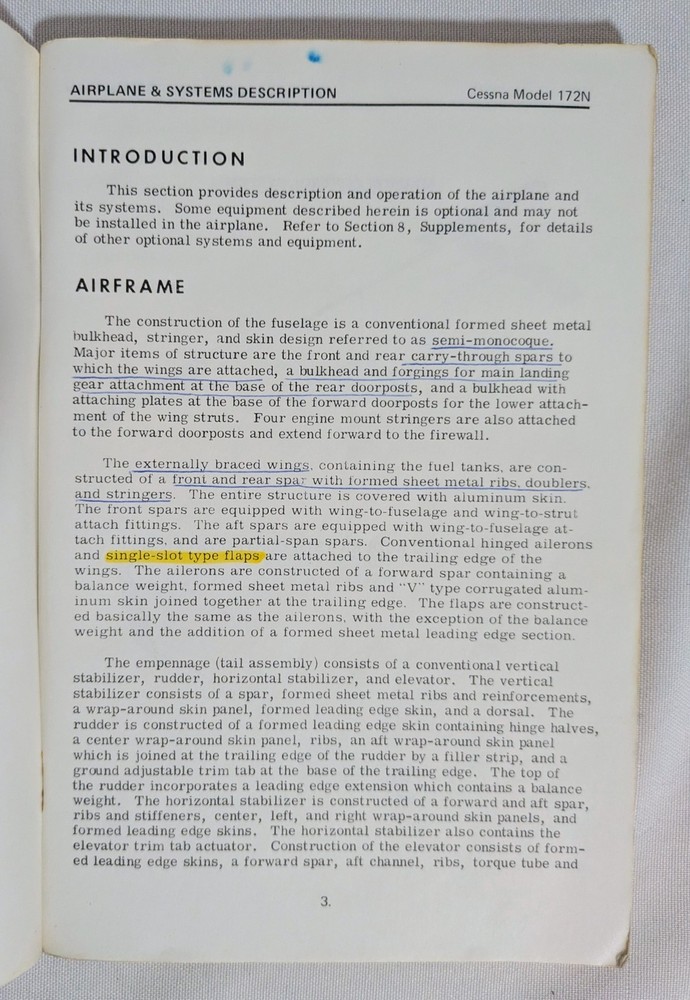 AIRPLANE & SYSTEMS DESCRIPTION Cessna Model 172N
INTRODUCTION
This section provides description and operation of the airplane and
its systems. Some equipment described herein is optional and may not
be installed in the airplane. Refer to Section 8, Supplements, for details
of other optional systems and equipment.
AIRFRAME
The construction of the fuselage is a conventional formed sheet metal
bulkhead, stringer, and skin design referred to as semi-monocoque.
Major items of structure are the front and rear carry-through spars to
which the wings are attached, a bulkhead and forgings for main landing
gear attachment at the base of the rear doorposts, and a bulkhead with
attaching plates at the base of the forward doorposts for the lower attach-
ment of the wing struts. Four engine mount stringers are also attached
to the forward doorposts and extend forward to the firewall.
The externally braced wings, containing the fuel tanks, are con-
structed of a front and rear spar with formed sheet metal ribs, doublers,
and stringers. The entire structure is covered with aluminum skin.
The front spars are equipped with wing-to-fuselage and wing-to-strut
attach fittings. The aft spars are equipped with wing-to-fuselage at-
tach fittings, and are partial-span spars. Conventional hinged ailerons
and single-slot type flaps are attached to the trailing edge of the
wings. The ailerons are constructed of a forward spar containing a
balance weight, formed sheet metal ribs and "V" type corrugated alum-
inum skin joined together at the trailing edge. The flaps are construct-
ed basically the same as the ailerons, with the exception of the balance
weight and the addition of a formed sheet metal leading edge section.
The empennage (tail assembly) consists of a conventional vertical
stabilizer, rudder, horizontal stabilizer, and elevator. The vertical
stabilizer consists of a spar, formed sheet metal ribs and reinforcements,
a wrap-around skin panel, formed leading edge skin, and a dorsal. The
rudder is constructed of a formed leading edge skin containing hinge halves,
a center wrap-around skin panel, ribs, an aft wrap-around skin panel
which is joined at the trailing edge of the rudder by a filler strip, and a
ground adjustable trim tab at the base of the trailing edge. The top of
the rudder incorporates a leading edge extension which contains a balance
weight. The horizontal stabilizer is constructed of a forward and aft spar,
ribs and stiffeners, center, left, and right wrap-around skin panels, and
formed leading edge skins. The horizontal stabilizer also contains the
elevator trim tab actuator. Construction of the elevator consists of form-
ed leading edge skins, a forward spar, aft channel, ribs, torque tube and
3.